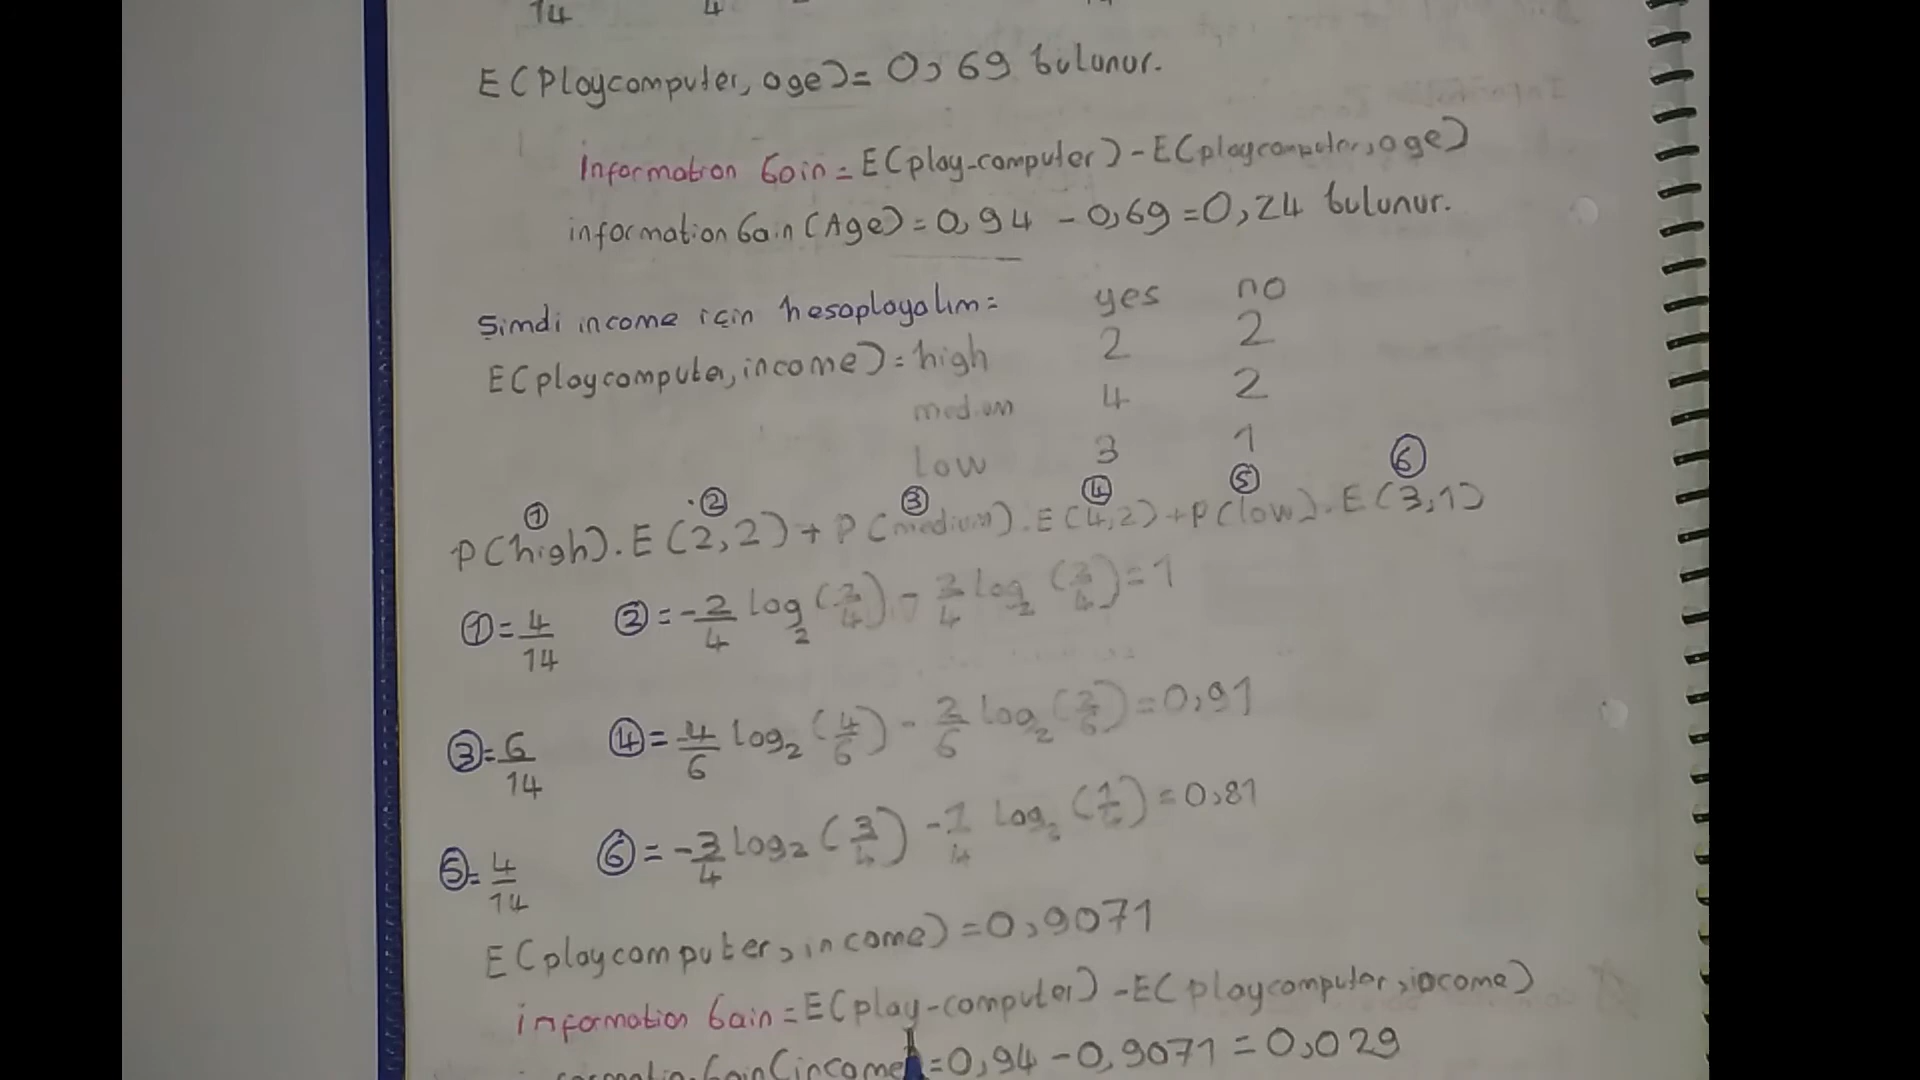 14 4
E(Playcomputer, age)= 0,69 bulunur.
Information Gain = E(play-computer) - E(playcomputer, age)
information Gain (Age) = 0,94 - 0,69 = 0,24 bulunur.
Şimdi income için hesaplayalım = yes no
E(playcomputer, income) = high 2 2
medium 4 2
low 3 1
① ② ③ ④ ⑤ ⑥
P(high). E(2,2) + P(medium). E(4,2) + P(low). E(3,1)
① = 4/14 ② = -2/4 log₂ (2/4) - 2/4 log₂ (2/4) = 1
③ = 6/14 ④ = -4/6 log₂ (4/6) - 2/6 log₂ (2/6) = 0,91
⑤ = 4/14 ⑥ = -3/4 log₂ (3/4) - 1/4 log₂ (1/4) = 0,81
E(playcomputer, income) = 0,9071
information Gain = E(play-computer) - E(playcomputer, income)
Gain(income) = 0,94 - 0,9071 = 0,029